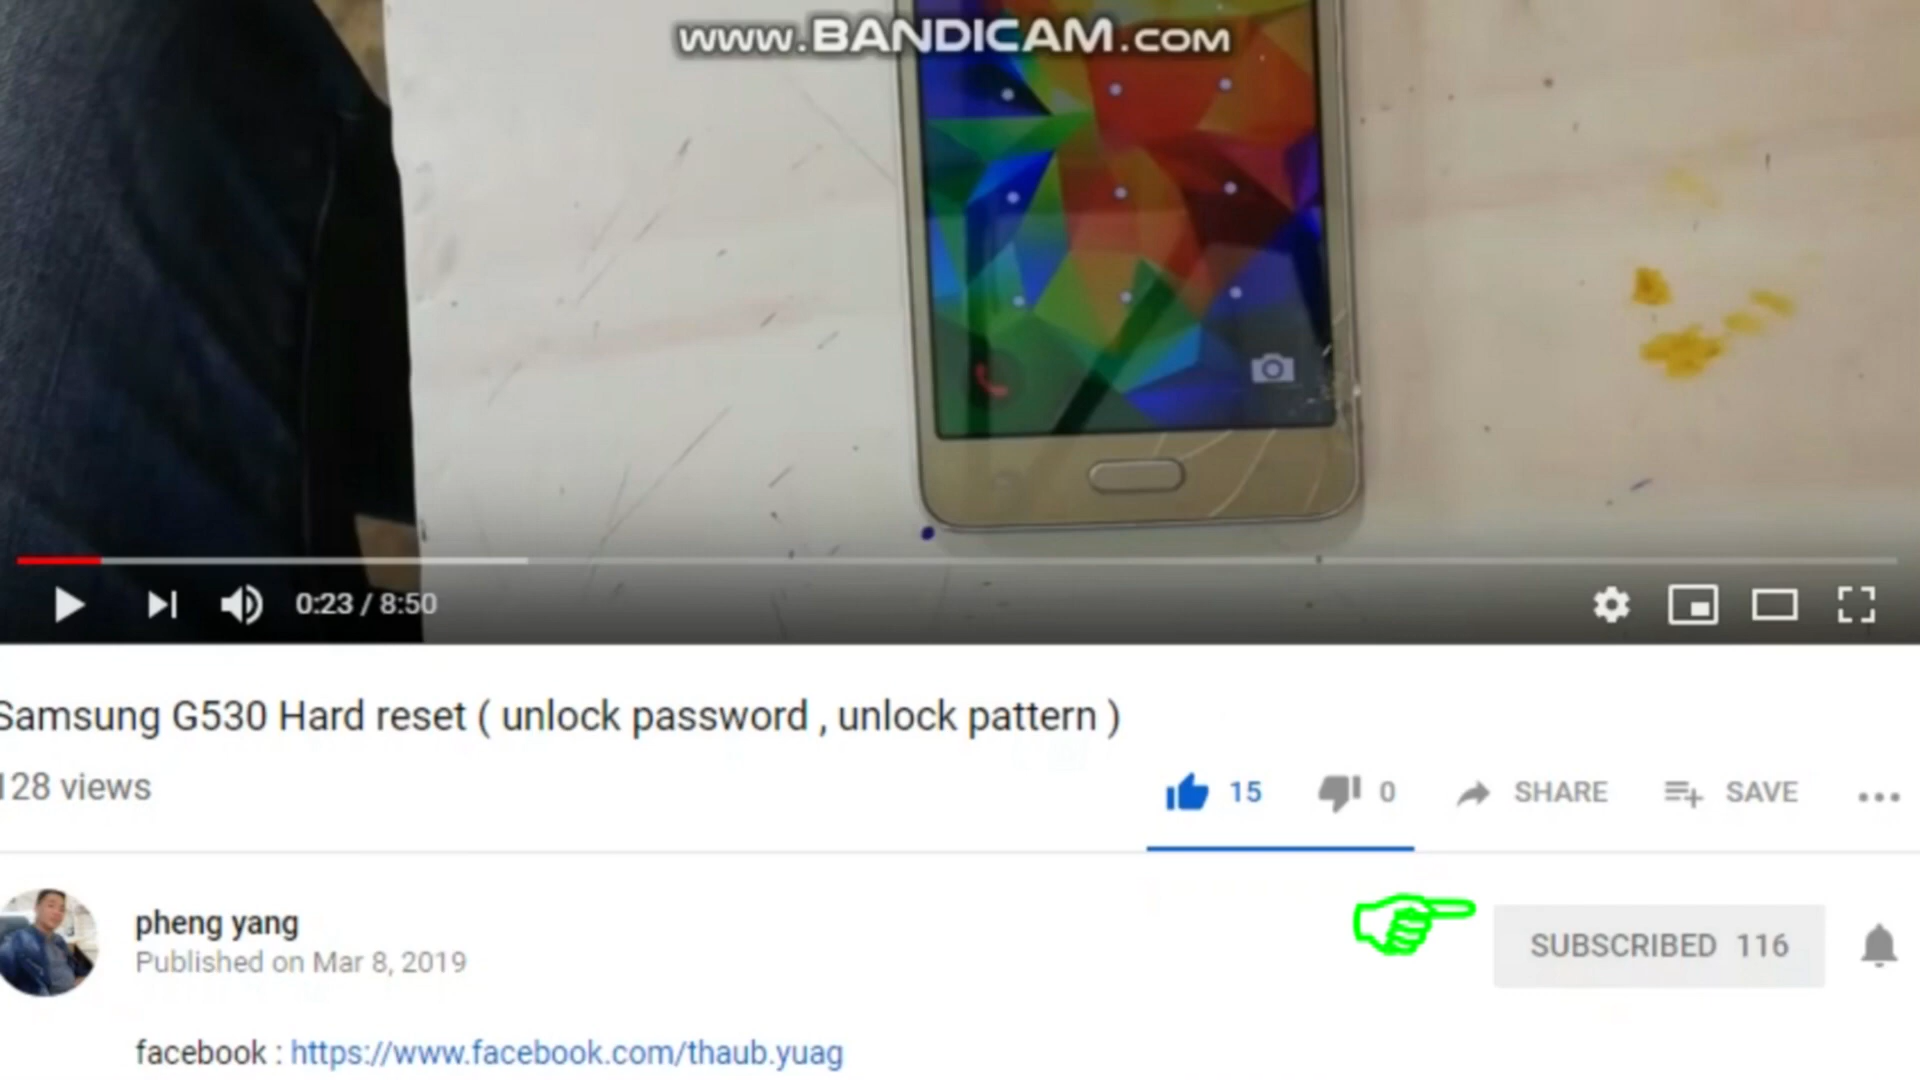 www.BANDICAM.com
0:23 / 8:50
Samsung G530 Hard reset ( unlock password , unlock pattern )
128 views
15
0
SHARE
SAVE
pheng yang
Published on Mar 8, 2019
SUBSCRIBED 116
facebook : https://www.facebook.com/thaub.yuag